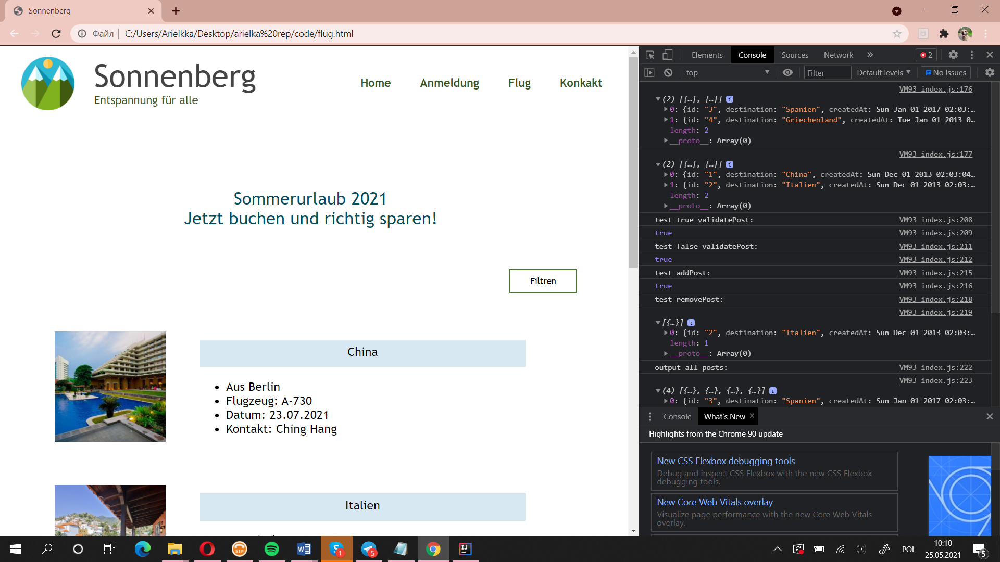 Sonnenberg
Файл
C:/Users/Arielkka/Desktop/arielka%20rep/code/flug.html
Sonnenberg
Entspannung für alle
Home
Anmeldung
Flug
Konkakt
Sommerurlaub 2021
Jetzt buchen und richtig sparen!
Filtren
China
Aus Berlin
Flugzeug: A-730
Datum: 23.07.2021
Kontakt: Ching Hang
Italien
Elements
Console
Sources
Network
2
top
Filter
Default levels
No Issues
VM93 index.js:176
(2) [{…}, {…}]
0: {id: "3", destination: "Spanien", createdAt: Sun Jan 01 2017 02:03:…
1: {id: "4", destination: "Griechenland", createdAt: Tue Jan 01 2013 0…
length: 2
__proto__: Array(0)
VM93 index.js:177
(2) [{…}, {…}]
0: {id: "1", destination: "China", createdAt: Sun Dec 01 2013 02:03:04…
1: {id: "2", destination: "Italien", createdAt: Sun Dec 01 2013 02:03:…
length: 2
__proto__: Array(0)
test true validatePost: VM93 index.js:208
true VM93 index.js:209
test false validatePost: VM93 index.js:211
true VM93 index.js:212
test addPost: VM93 index.js:215
true VM93 index.js:216
test removePost: VM93 index.js:218
VM93 index.js:219
[{…}]
0: {id: "2", destination: "Italien", createdAt: Sun Dec 01 2013 02:03:…
length: 1
__proto__: Array(0)
output all posts: VM93 index.js:222
VM93 index.js:223
(4) [{…}, {…}, {…}, {…}]
0: {id: "3", destination: "Spanien", createdAt: Sun Jan 01 2017 02:03:…
Console
What's New
Highlights from the Chrome 90 update
New CSS Flexbox debugging tools
Debug and inspect CSS Flexbox with the new CSS Flexbox
debugging tools.
New Core Web Vitals overlay
Visualize page performance with the new Core Web Vitals
overlay.
SIP
1
5
IJ
POL
10:10
25.05.2021
5